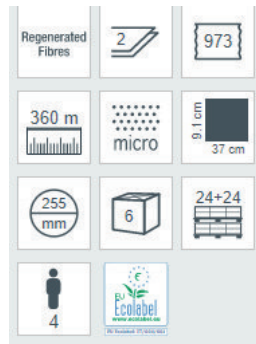 Regenerated
Fibres
2
973
360 m
micro
9.1 cm
37 cm
255
mm
6
24+24
4
EU
Ecolabel
www.ecolabel.eu